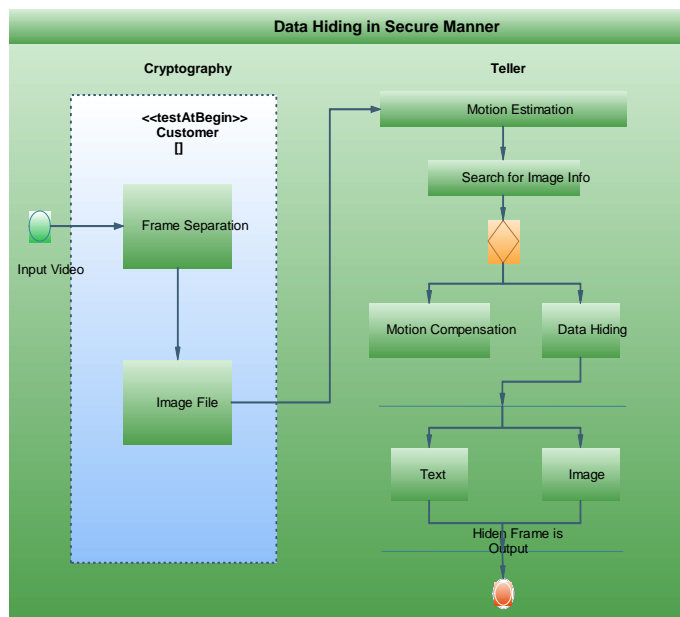 Data Hiding in Secure Manner
Cryptography
Teller
<<testAtBegin>>
Customer
[]
Motion Estimation
Search for Image Info
Frame Separation
Input Video
Motion Compensation
Data Hiding
Image File
Text
Image
Hiden Frame is
Output